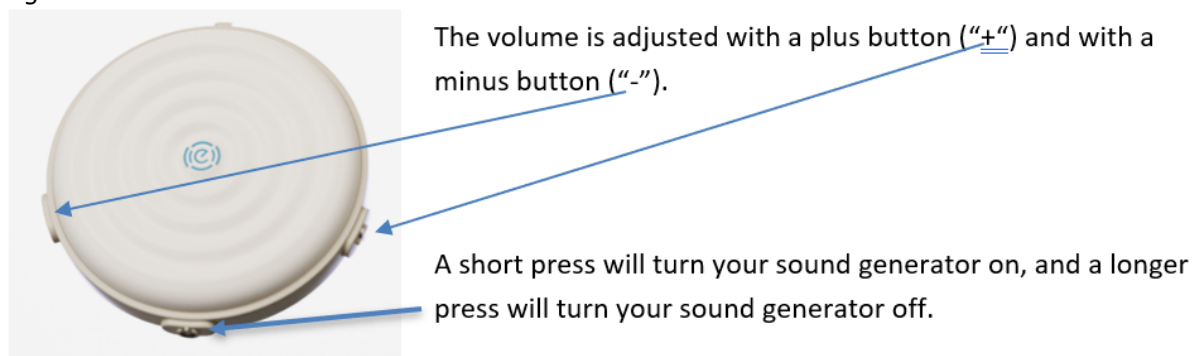 The volume is adjusted with a plus button (“+“) and with a
minus button (“-”).
A short press will turn your sound generator on, and a longer
press will turn your sound generator off.